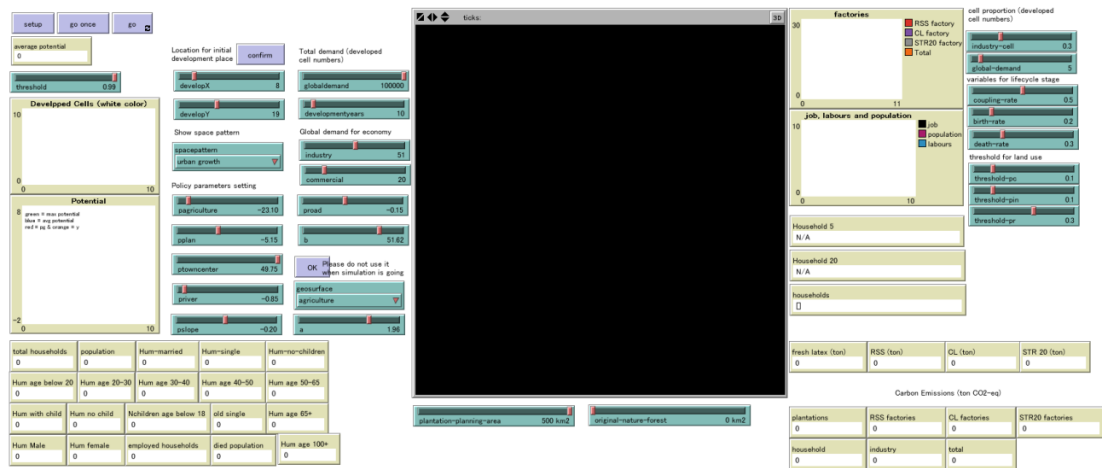 setup
go once
go
average potential
0
threshold 0.99
Develpped Cells (white color)
10
0
0 10
Potential
8
green = max potential
blue = avg potential
red = pg & orange = y
-2
0 10
Location for initial
development place
confirm
developX 8
developY 19
Show space pattern
spacepattern
urban growth
Policy parameters setting
pagriculture -23.10
pplan -5.15
ptowncenter 49.75
priver -0.85
pslope -0.20
Total demand (developed
cell numbers)
globaldemand 100000
developmentyears 10
Global demand for economy
industry 51
commercial 20
proad -0.15
b 51.62
OK
Please do not use it
when simulation is going
geosurface
agriculture
a 1.96
ticks:
3D
plantation-planning-area 500 km2
original-nature-forest 0 km2
factories
30
0
0 11
RSS factory
CL factory
STR20 factory
Total
job, labours and population
10
0
0 10
job
population
labours
Household 5
N/A
Household 20
N/A
households
[]
cell proportion (developed
cell numbers)
industry-cell 0.3
global-demand 5
variables for lifecycle stage
coupling-rate 0.5
birth-rate 0.2
death-rate 0.3
threshold for land use
threshold-pc 0.1
threshold-pin 0.1
threshold-pr 0.3
total households population Hum-married Hum-single Hum-no-children
0 0 0 0 0
Hum age below 20 Hum age 20-30 Hum age 30-40 Hum age 40-50 Hum age 50-65
0 0 0 0 0
Hum with child Hum no child Nchildren age below 18 old single Hum age 65+
0 0 0 0 0
Hum Male Hum female employed households died population Hum age 100+
0 0 0 0 0
fresh latex (ton) RSS (ton) CL (ton) STR 20 (ton)
0 0 0 0
Carbon Emissions (ton CO2-eq)
plantations RSS factories CL factories STR20 factories
0 0 0 0
household industry total
0 0 0